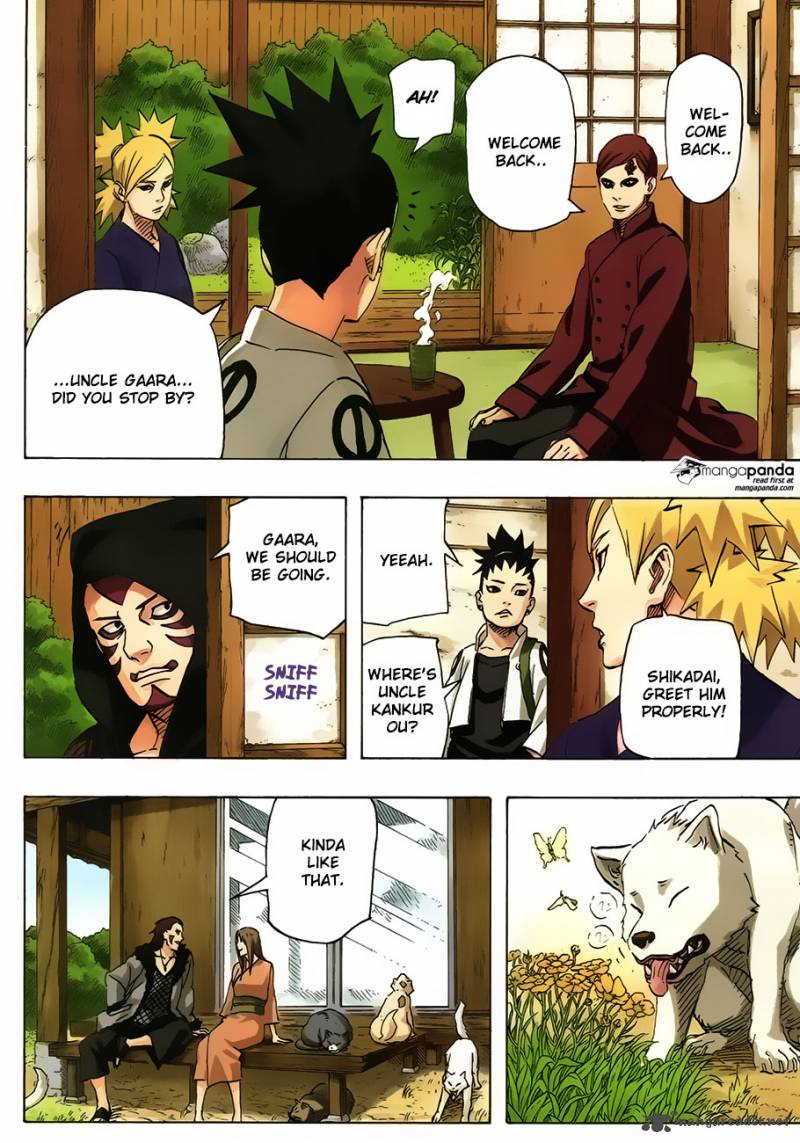 WEL-
COME
BACK..
WELCOME
BACK..
AH!
...UNCLE GAARA...
DID YOU STOP BY?
mangapanda
read first at
mangapanda.com
SHIKADAI,
GREET HIM
PROPERLY!
YEEAH.
WHERE'S
UNCLE
KANKUR
OU?
GAARA,
WE SHOULD
BE GOING.
SNIFF
SNIFF
KINDA
LIKE
THAT.